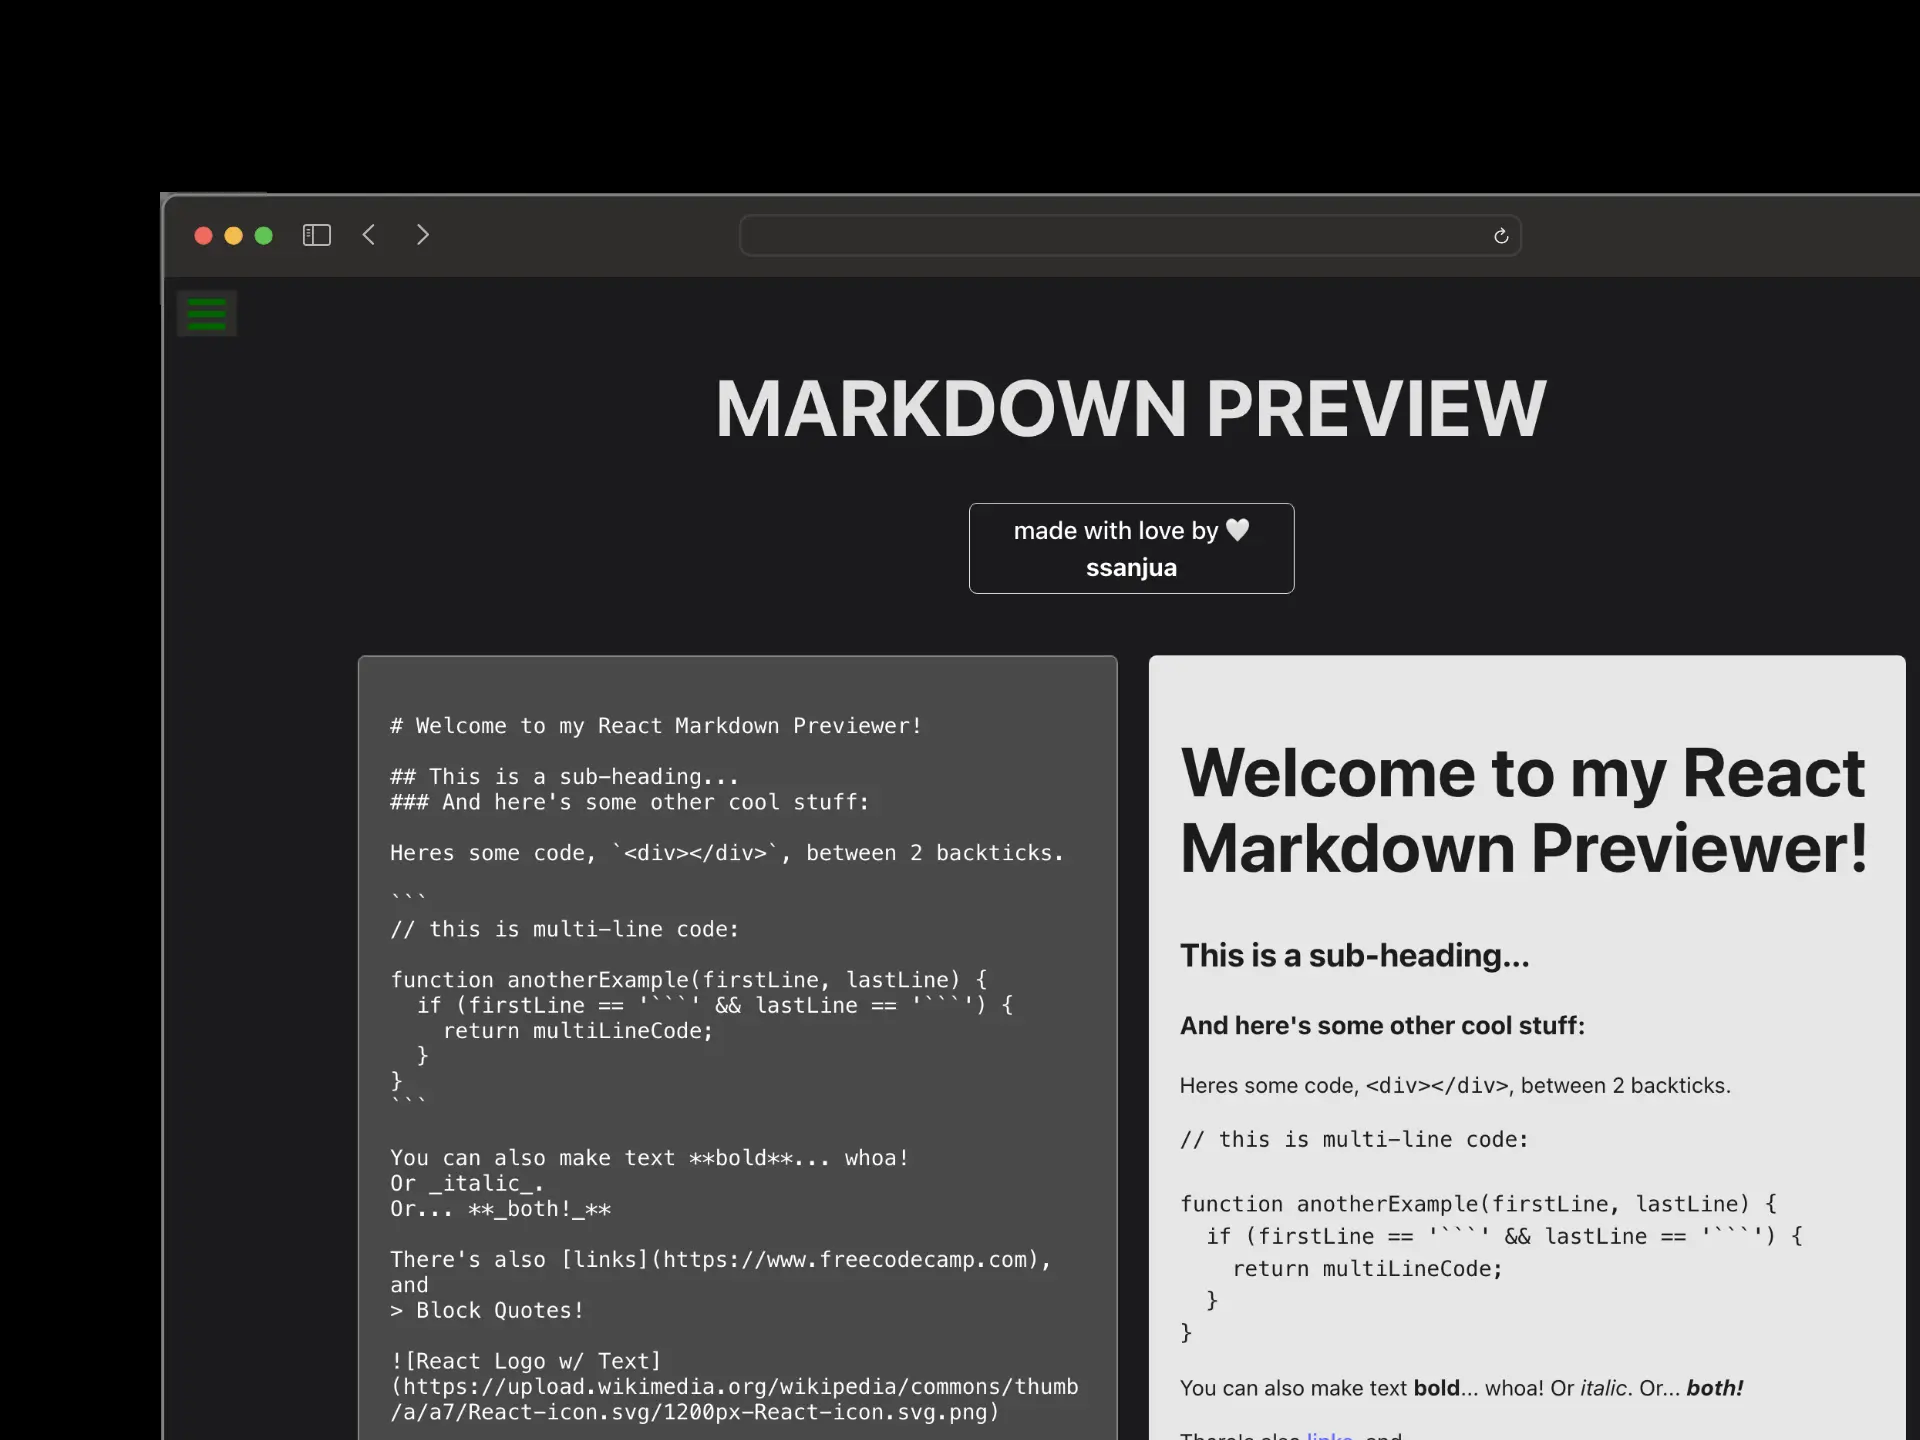 MARKDOWN PREVIEW
made with love by 🤍
ssanjua
# Welcome to my React Markdown Previewer!
## This is a sub-heading...
### And here's some other cool stuff:
Heres some code, `<div></div>`, between 2 backticks.
```
// this is multi-line code:
function anotherExample(firstLine, lastLine) {
  if (firstLine == '```' && lastLine == '```') {
    return multiLineCode;
  }
}
```
You can also make text **bold**... whoa!
Or _italic_.
Or... **_both!_**
There's also [links](https://www.freecodecamp.com),
and
> Block Quotes!
![React Logo w/ Text]
(https://upload.wikimedia.org/wikipedia/commons/thumb
/a/a7/React-icon.svg/1200px-React-icon.svg.png)
Welcome to my React
Markdown Previewer!
This is a sub-heading...
And here's some other cool stuff:
Heres some code, <div></div>, between 2 backticks.
// this is multi-line code:
function anotherExample(firstLine, lastLine) {
  if (firstLine == '```' && lastLine == '```') {
    return multiLineCode;
  }
}
You can also make text bold... whoa! Or italic. Or... both!
There's also links, and